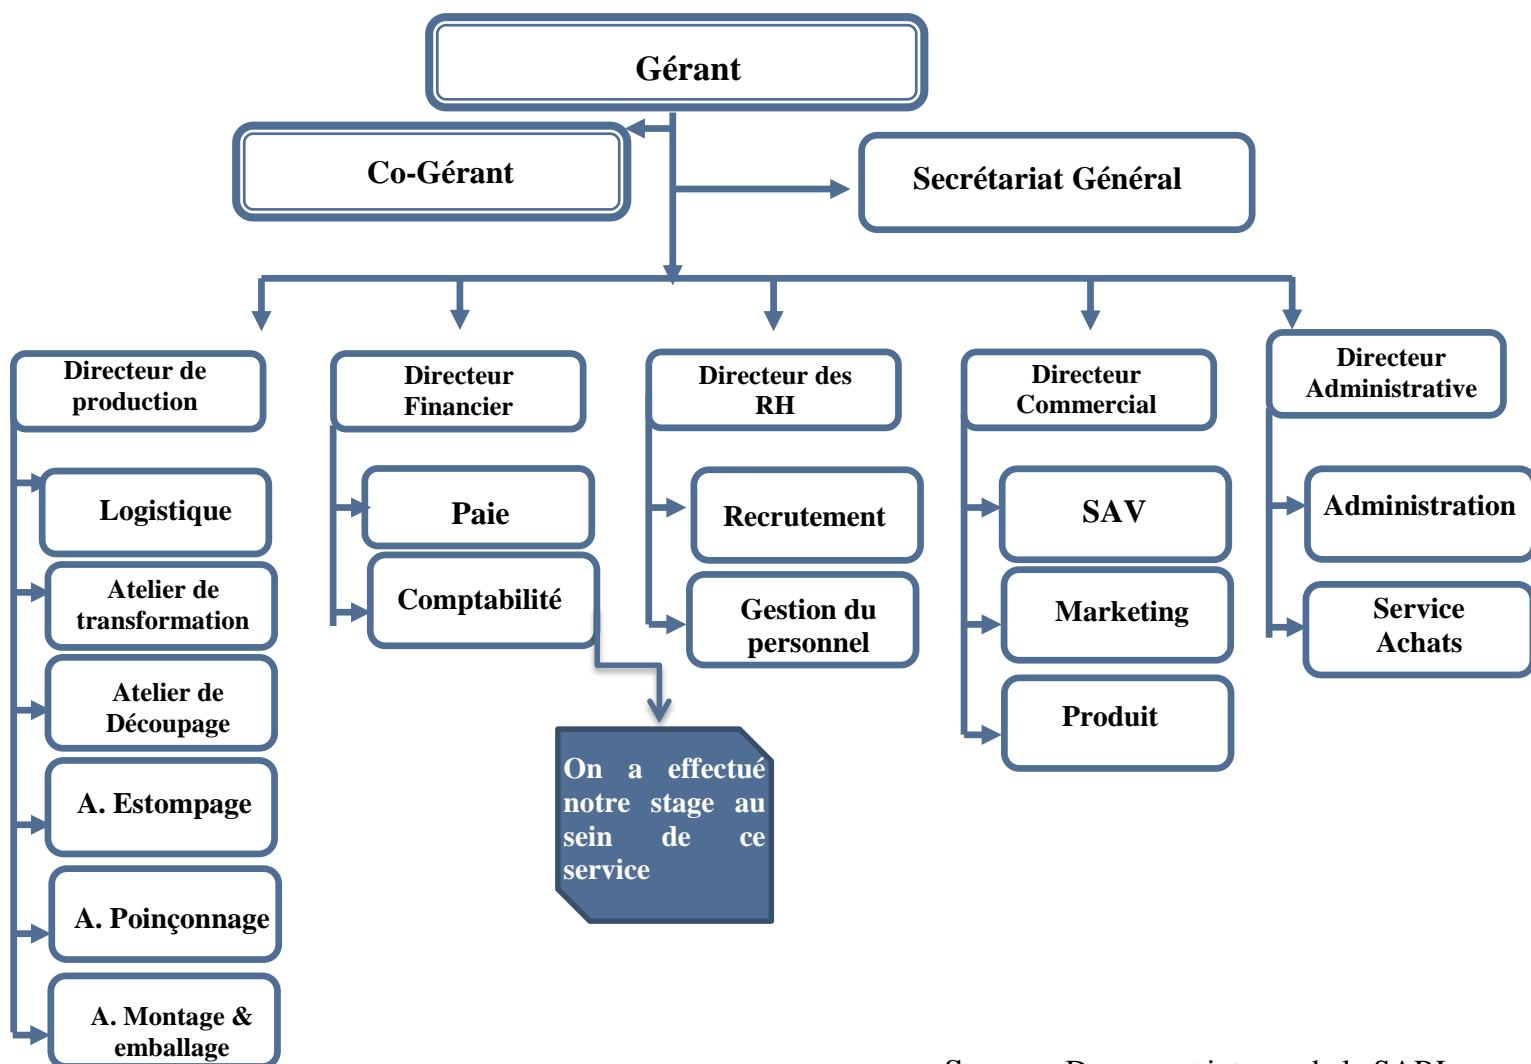 Gérant
Co-Gérant
Secrétariat Général
Directeur de
production
Directeur
Financier
Directeur des
RH
Directeur
Commercial
Directeur
Administrative
Logistique
Atelier de
transformation
Atelier de
Découpage
A. Estompage
A. Poinçonnage
A. Montage &
emballage
Paie
Comptabilité
On a effectué
notre stage au
sein de ce
service
Recrutement
Gestion du
personnel
SAV
Marketing
Produit
Administration
Service
Achats